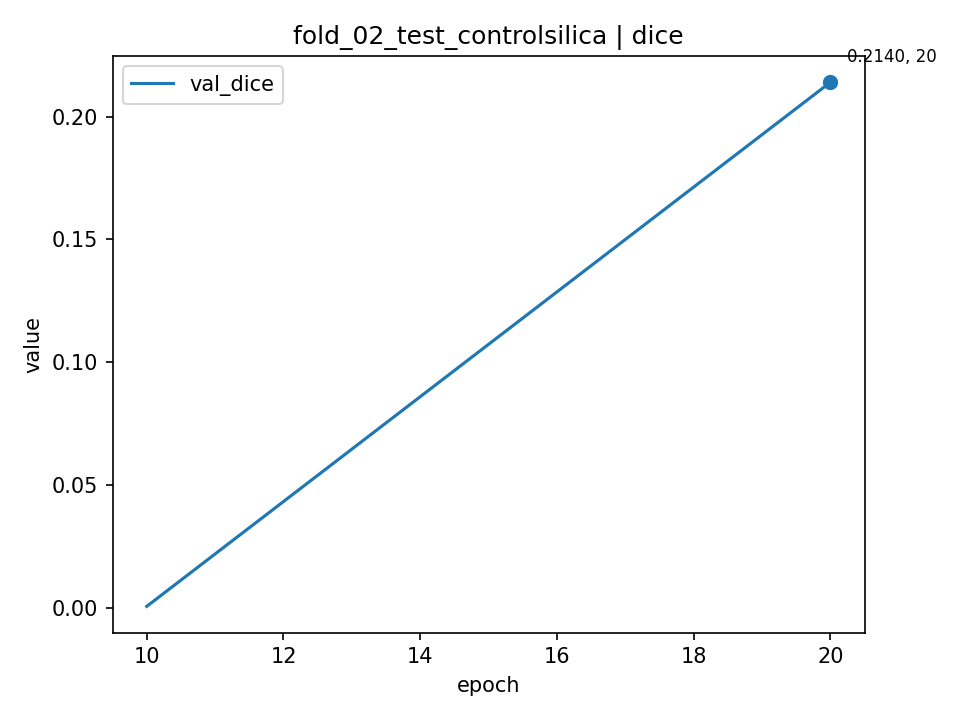 fold_02_test_controlsilica | dice
0.2140, 20
val_dice
0.20
0.15
0.10
0.05
0.00
value
10 12 14 16 18 20
epoch